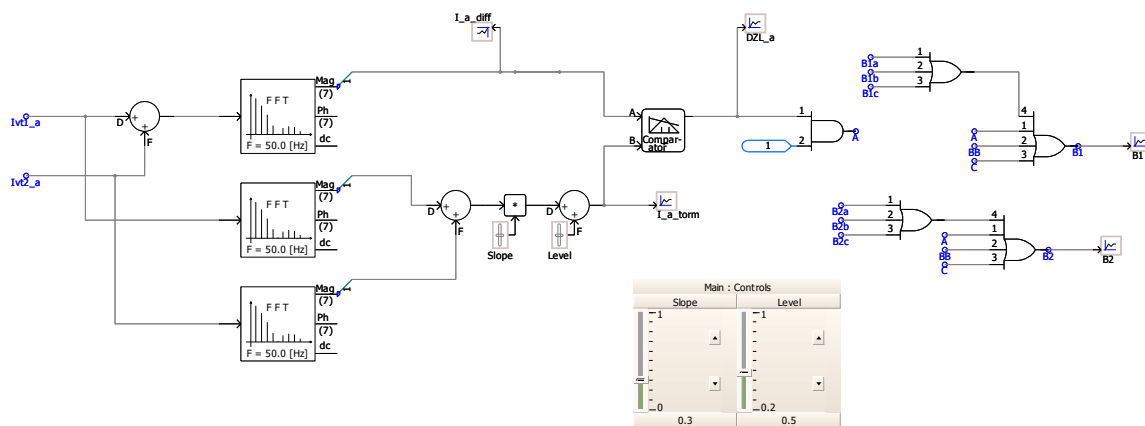 I_a_diff
DZL_a
Ivt1_a
D
+
+
F
FFT
F = 50.0 [Hz]
Mag
(7)
Ph
(7)
dc
1
A
B
Compar-
ator
1
1
2
A
B1a
B1b
B1c
1
2
3
4
A
BB
C
1
2
3
B1
B1
Ivt2_a
F = 50.0 [Hz]
Mag
(7)
Ph
(7)
dc
1
D
+
+
F
*
Slope
D
+
+
F
Level
I_a_torm
B2a
B2b
B2c
1
2
3
4
A
BB
C
1
2
3
B2
B2
FFT
F = 50.0 [Hz]
Mag
(7)
Ph
(7)
dc
1
Main : Controls
Slope
Level
1
0
1
0.2
0.3
0.5